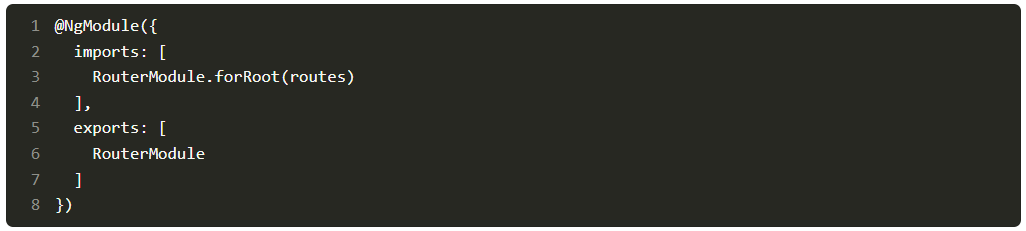 1 @NgModule({
2   imports: [
3     RouterModule.forRoot(routes)
4   ],
5   exports: [
6     RouterModule
7   ]
8 })